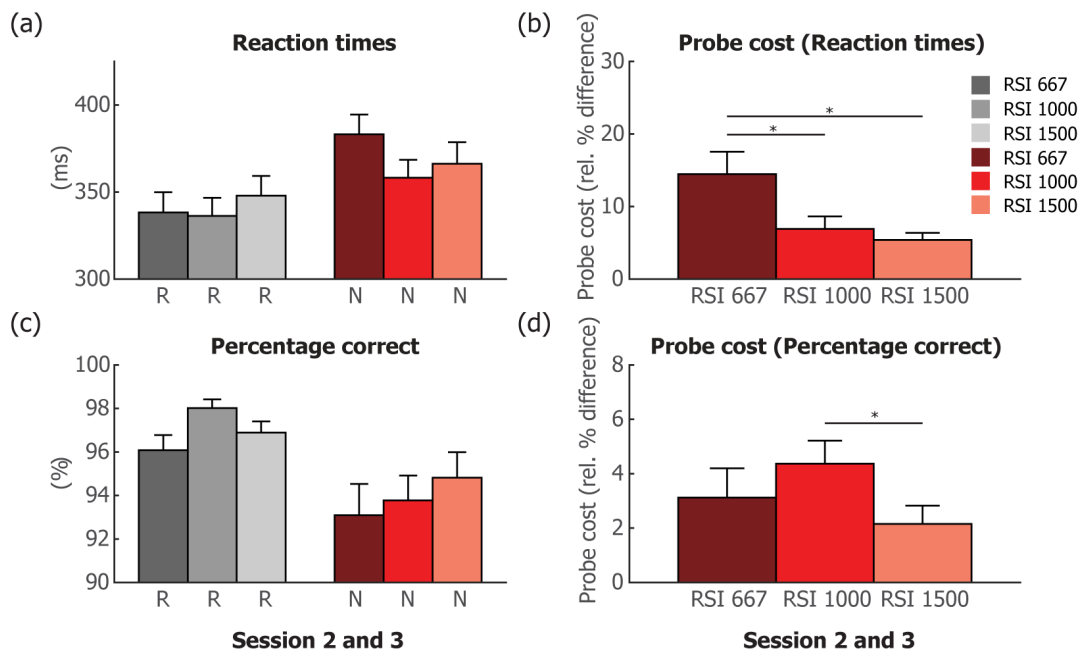 (a)
Reaction times
(ms)
400
350
300
R R R N N N
(b)
Probe cost (Reaction times)
Probe cost (rel. % difference)
30
20
10
0
*
*
RSI 667 RSI 1000 RSI 1500
RSI 667
RSI 1000
RSI 1500
RSI 667
RSI 1000
RSI 1500
(c)
Percentage correct
(%)
100
98
96
94
92
90
R R R N N N
Session 2 and 3
(d)
Probe cost (Percentage correct)
Probe cost (rel. % difference)
8
6
4
2
0
*
RSI 667 RSI 1000 RSI 1500
Session 2 and 3